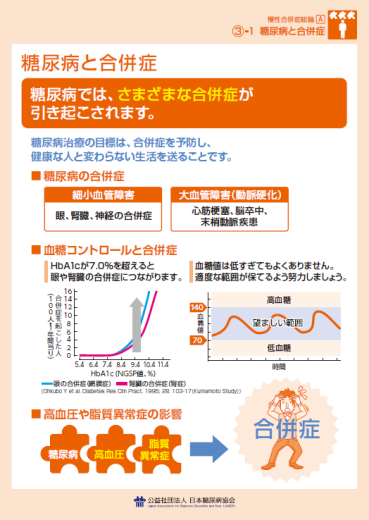 慢性合併症総論 A
③-1 糖尿病と合併症
糖尿病と合併症
糖尿病では、さまざまな合併症が
引き起こされます。
糖尿病治療の目標は、合併症を予防し、
健康な人と変わらない生活を送ることです。
■糖尿病の合併症
細小血管障害
眼、腎臓、神経の合併症
大血管障害(動脈硬化)
心筋梗塞、脳卒中、
末梢動脈疾患
■血糖コントロールと合併症
HbA1cが7.0%を超えると
眼や腎臓の合併症につながります。
合併症を起こした人
(100人・1年間当り)
16
14
12
10
8
6
4
2
0
5.4 6.4 7.4 8.4 9.4 10.4 11.4
HbA1c(NGSP値、%)
眼の合併症(網膜症) 腎臓の合併症(腎症)
(Ohkubo Y et al. Diabetes Res Clin Pract. 1995; 28: 103-17(Kumamoto Study))
血糖値は低すぎてもよくありません。
適度な範囲が保てるよう努力しましょう。
高血糖
140
血糖値
望ましい範囲
70
低血糖
時間
■高血圧や脂質異常症の影響
糖尿病
高血圧
脂質
異常症
合併症
公益社団法人 日本糖尿病協会